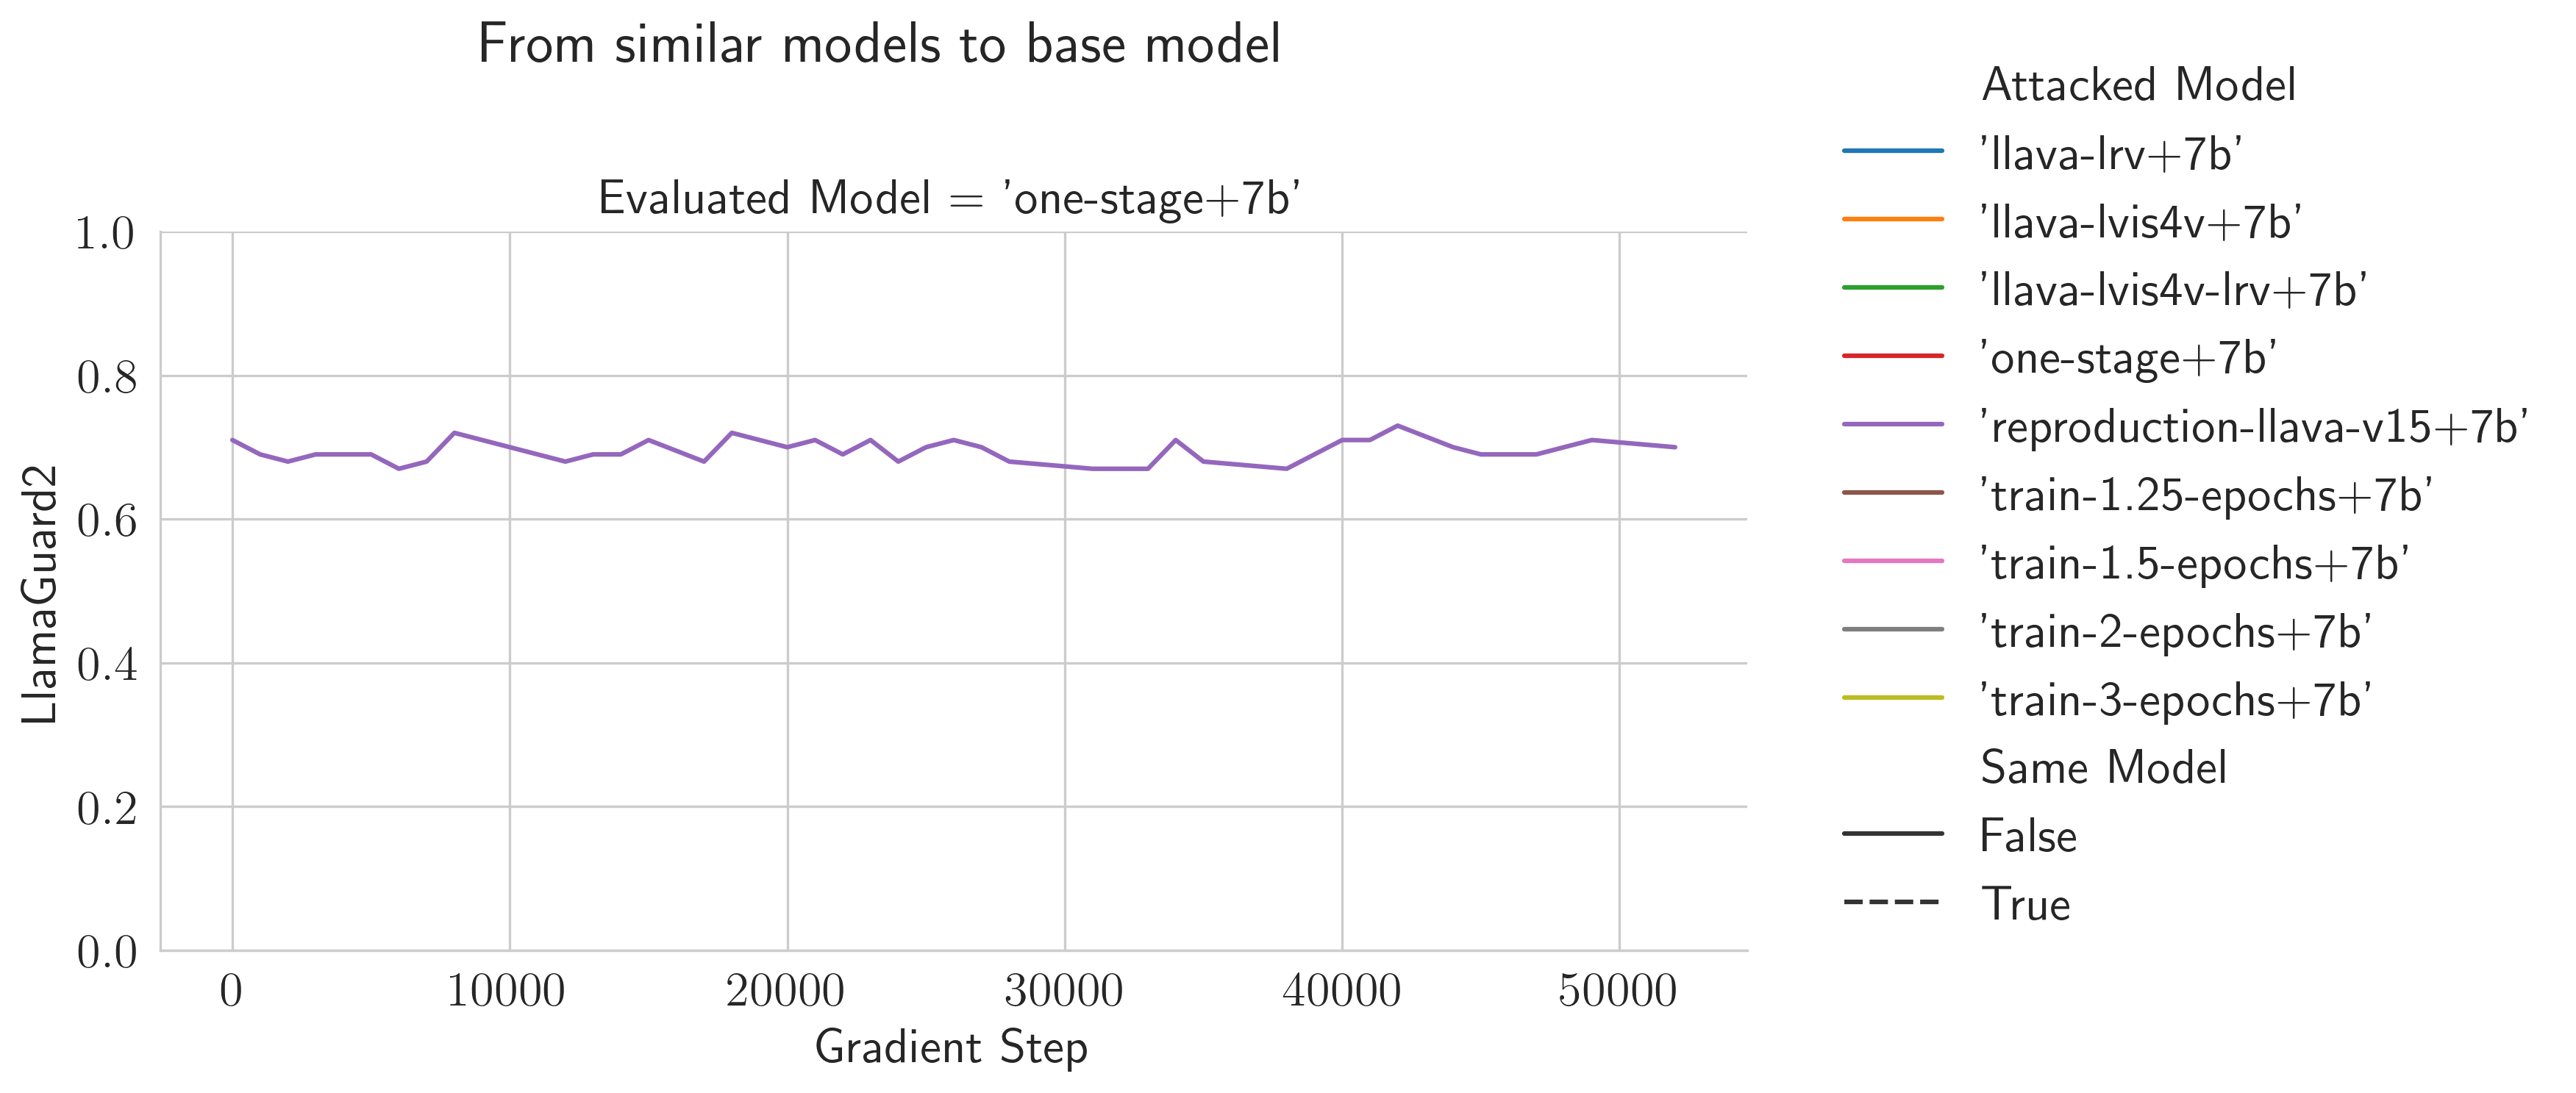 From similar models to base model
Evaluated Model = 'one-stage+7b'
1.0
0.8
0.6
0.4
0.2
0.0
LlamaGuard2
0 10000 20000 30000 40000 50000
Gradient Step
Attacked Model
'llava-lrv+7b'
'llava-lvis4v+7b'
'llava-lvis4v-lrv+7b'
'one-stage+7b'
'reproduction-llava-v15+7b'
'train-1.25-epochs+7b'
'train-1.5-epochs+7b'
'train-2-epochs+7b'
'train-3-epochs+7b'
Same Model
False
True